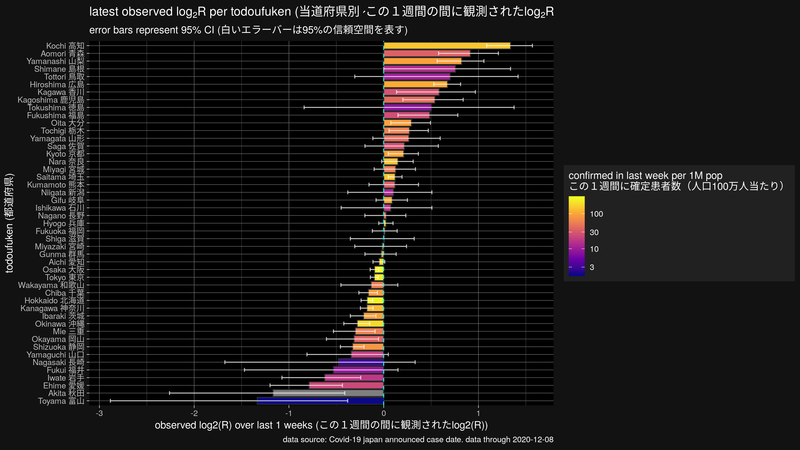 latest observed log₂R per todoufuken (当道府県別·この１週間の間に観測されたlog₂R
error bars represent 95% CI (白いエラーバーは95%の信頼空間を表す)
todoufuken (都道府県)
Kochi 高知
Aomori 青森
Yamanashi 山梨
Shimane 島根
Tottori 鳥取
Hiroshima 広島
Kagawa 香川
Kagoshima 鹿児島
Tokushima 徳島
Fukushima 福島
Oita 大分
Tochigi 栃木
Yamagata 山形
Saga 佐賀
Kyoto 京都
Nara 奈良
Miyagi 宮城
Saitama 埼玉
Kumamoto 熊本
Niigata 新潟
Gifu 岐阜
Ishikawa 石川
Nagano 長野
Hyogo 兵庫
Fukuoka 福岡
Shiga 滋賀
Miyazaki 宮崎
Gunma 群馬
Aichi 愛知
Osaka 大阪
Tokyo 東京
Wakayama 和歌山
Chiba 千葉
Hokkaido 北海道
Kanagawa 神奈川
Ibaraki 茨城
Okinawa 沖縄
Mie 三重
Okayama 岡山
Shizuoka 静岡
Yamaguchi 山口
Nagasaki 長崎
Fukui 福井
Iwate 岩手
Ehime 愛媛
Akita 秋田
Toyama 富山
-3 -2 -1 0 1
observed log2(R) over last 1 weeks (この１週間の間に観測されたlog2(R))
data source: Covid-19 japan announced case date. data through 2020-12-08
confirmed in last week per 1M pop
この１週間に確定患者数（人口100万人当たり）
100
30
10
3